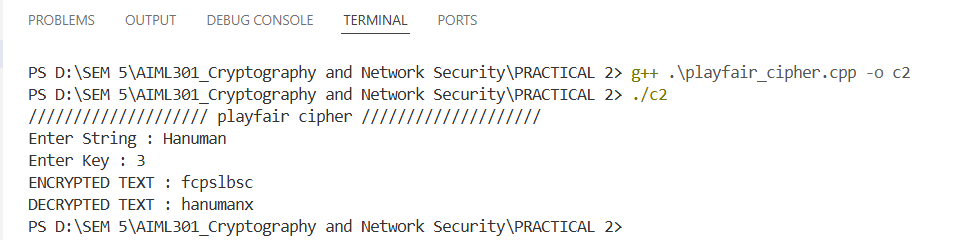 PROBLEMS OUTPUT DEBUG CONSOLE TERMINAL PORTS
PS D:\SEM 5\AIML301_Cryptography and Network Security\PRACTICAL 2> g++ .\playfair_cipher.cpp -o c2
PS D:\SEM 5\AIML301_Cryptography and Network Security\PRACTICAL 2> ./c2
//////////////////// playfair cipher ////////////////////
Enter String : Hanuman
Enter Key : 3
ENCRYPTED TEXT : fcpslbsc
DECRYPTED TEXT : hanumanx
PS D:\SEM 5\AIML301_Cryptography and Network Security\PRACTICAL 2>